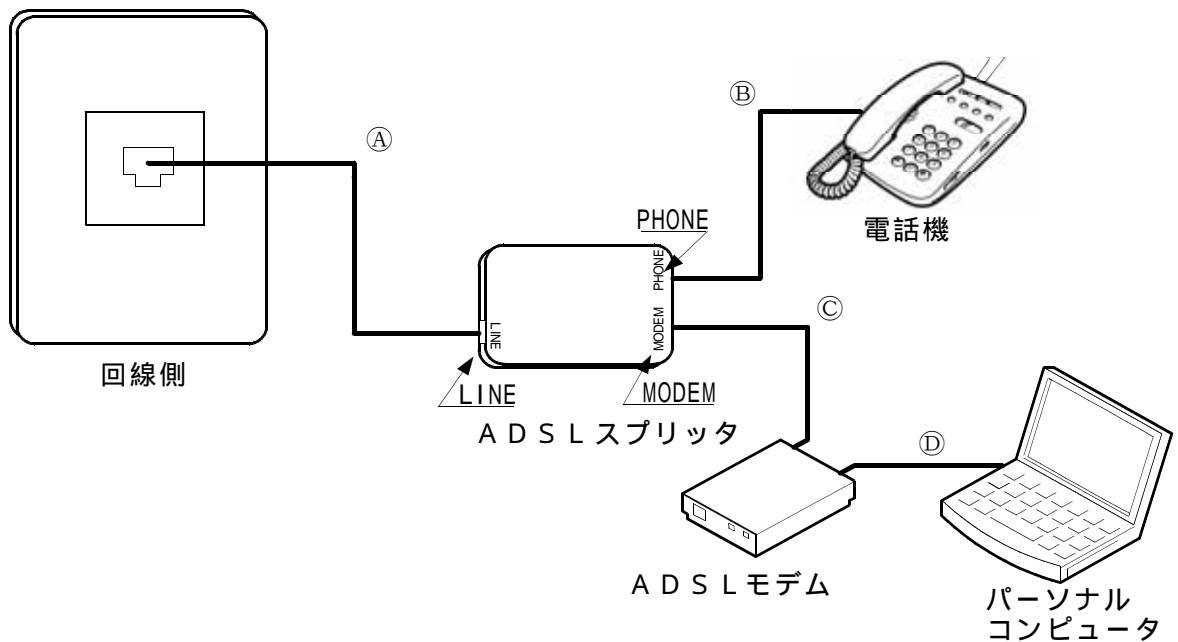 Ⓐ
Ⓑ
電話機
PHONE
PHONE
MODEM
LINE
Ⓒ
回線側
LINE
MODEM
ＡＤＳＬスプリッタ
Ⓓ
ＡＤＳＬモデム
パーソナル
コンピュータ